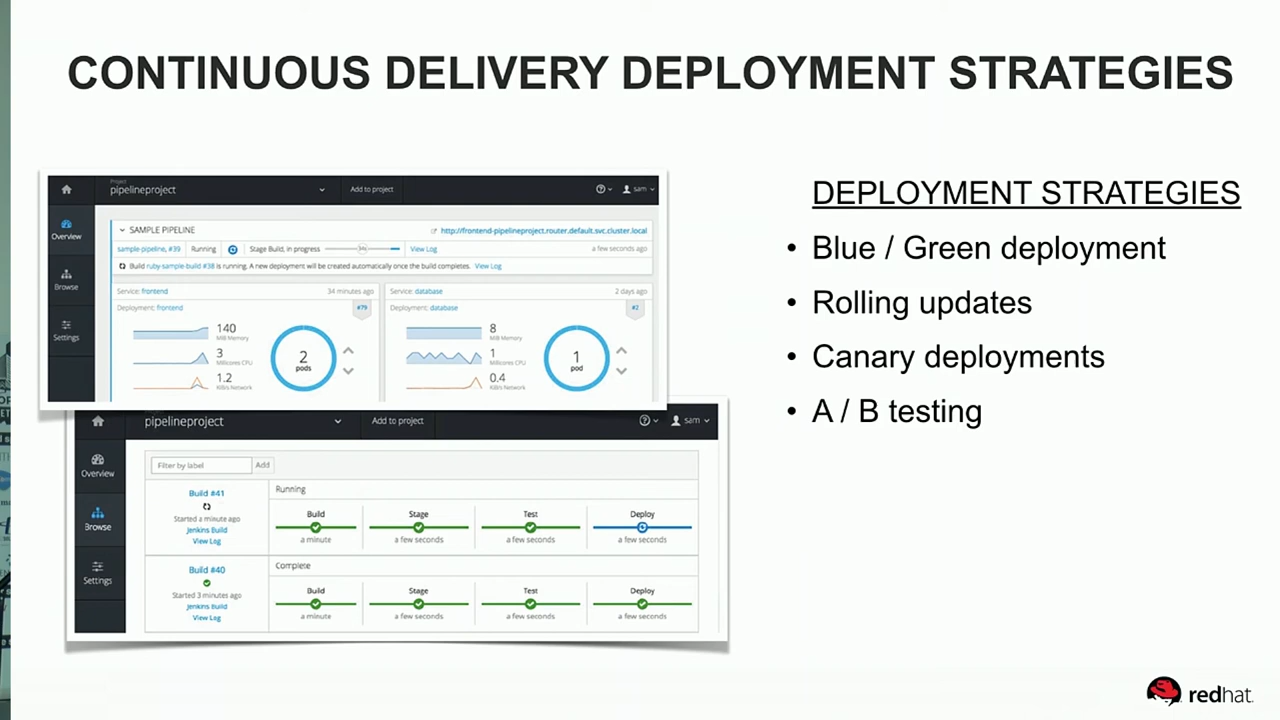 CONTINUOUS DELIVERY DEPLOYMENT STRATEGIES
Project
pipelineproject
Add to project
sam
Overview
Browse
Settings
SAMPLE PIPELINE
http://frontend-pipelineproject.router.default.svc.cluster.local
sample-pipeline, #39 Running Stage Build, in progress View Log a few seconds ago
Build ruby-sample-build #38 is running. A new deployment will be created automatically once the build completes. View Log
Service: frontend 34 minutes ago
Deployment: frontend #79
140
MiB Memory
3
Millicores CPU
1.2
KiB/s Network
2
pods
Service: database 2 days ago
Deployment: database #2
8
MiB Memory
1
Millicores CPU
0.4
KiB/s Network
1
pod
pipelineproject
Add to project
sam
Overview
Browse
Settings
Filter by label Add
Build #41
Started a minute ago
Jenkins Build
View Log
Running
Build Stage Test Deploy
a minute a few seconds a few seconds a few seconds
Build #40
Started 3 minutes ago
Jenkins Build
View Log
Complete
Build Stage Test Deploy
a minute a few seconds a few seconds a few seconds
DEPLOYMENT STRATEGIES
• Blue / Green deployment
• Rolling updates
• Canary deployments
• A / B testing
redhat.